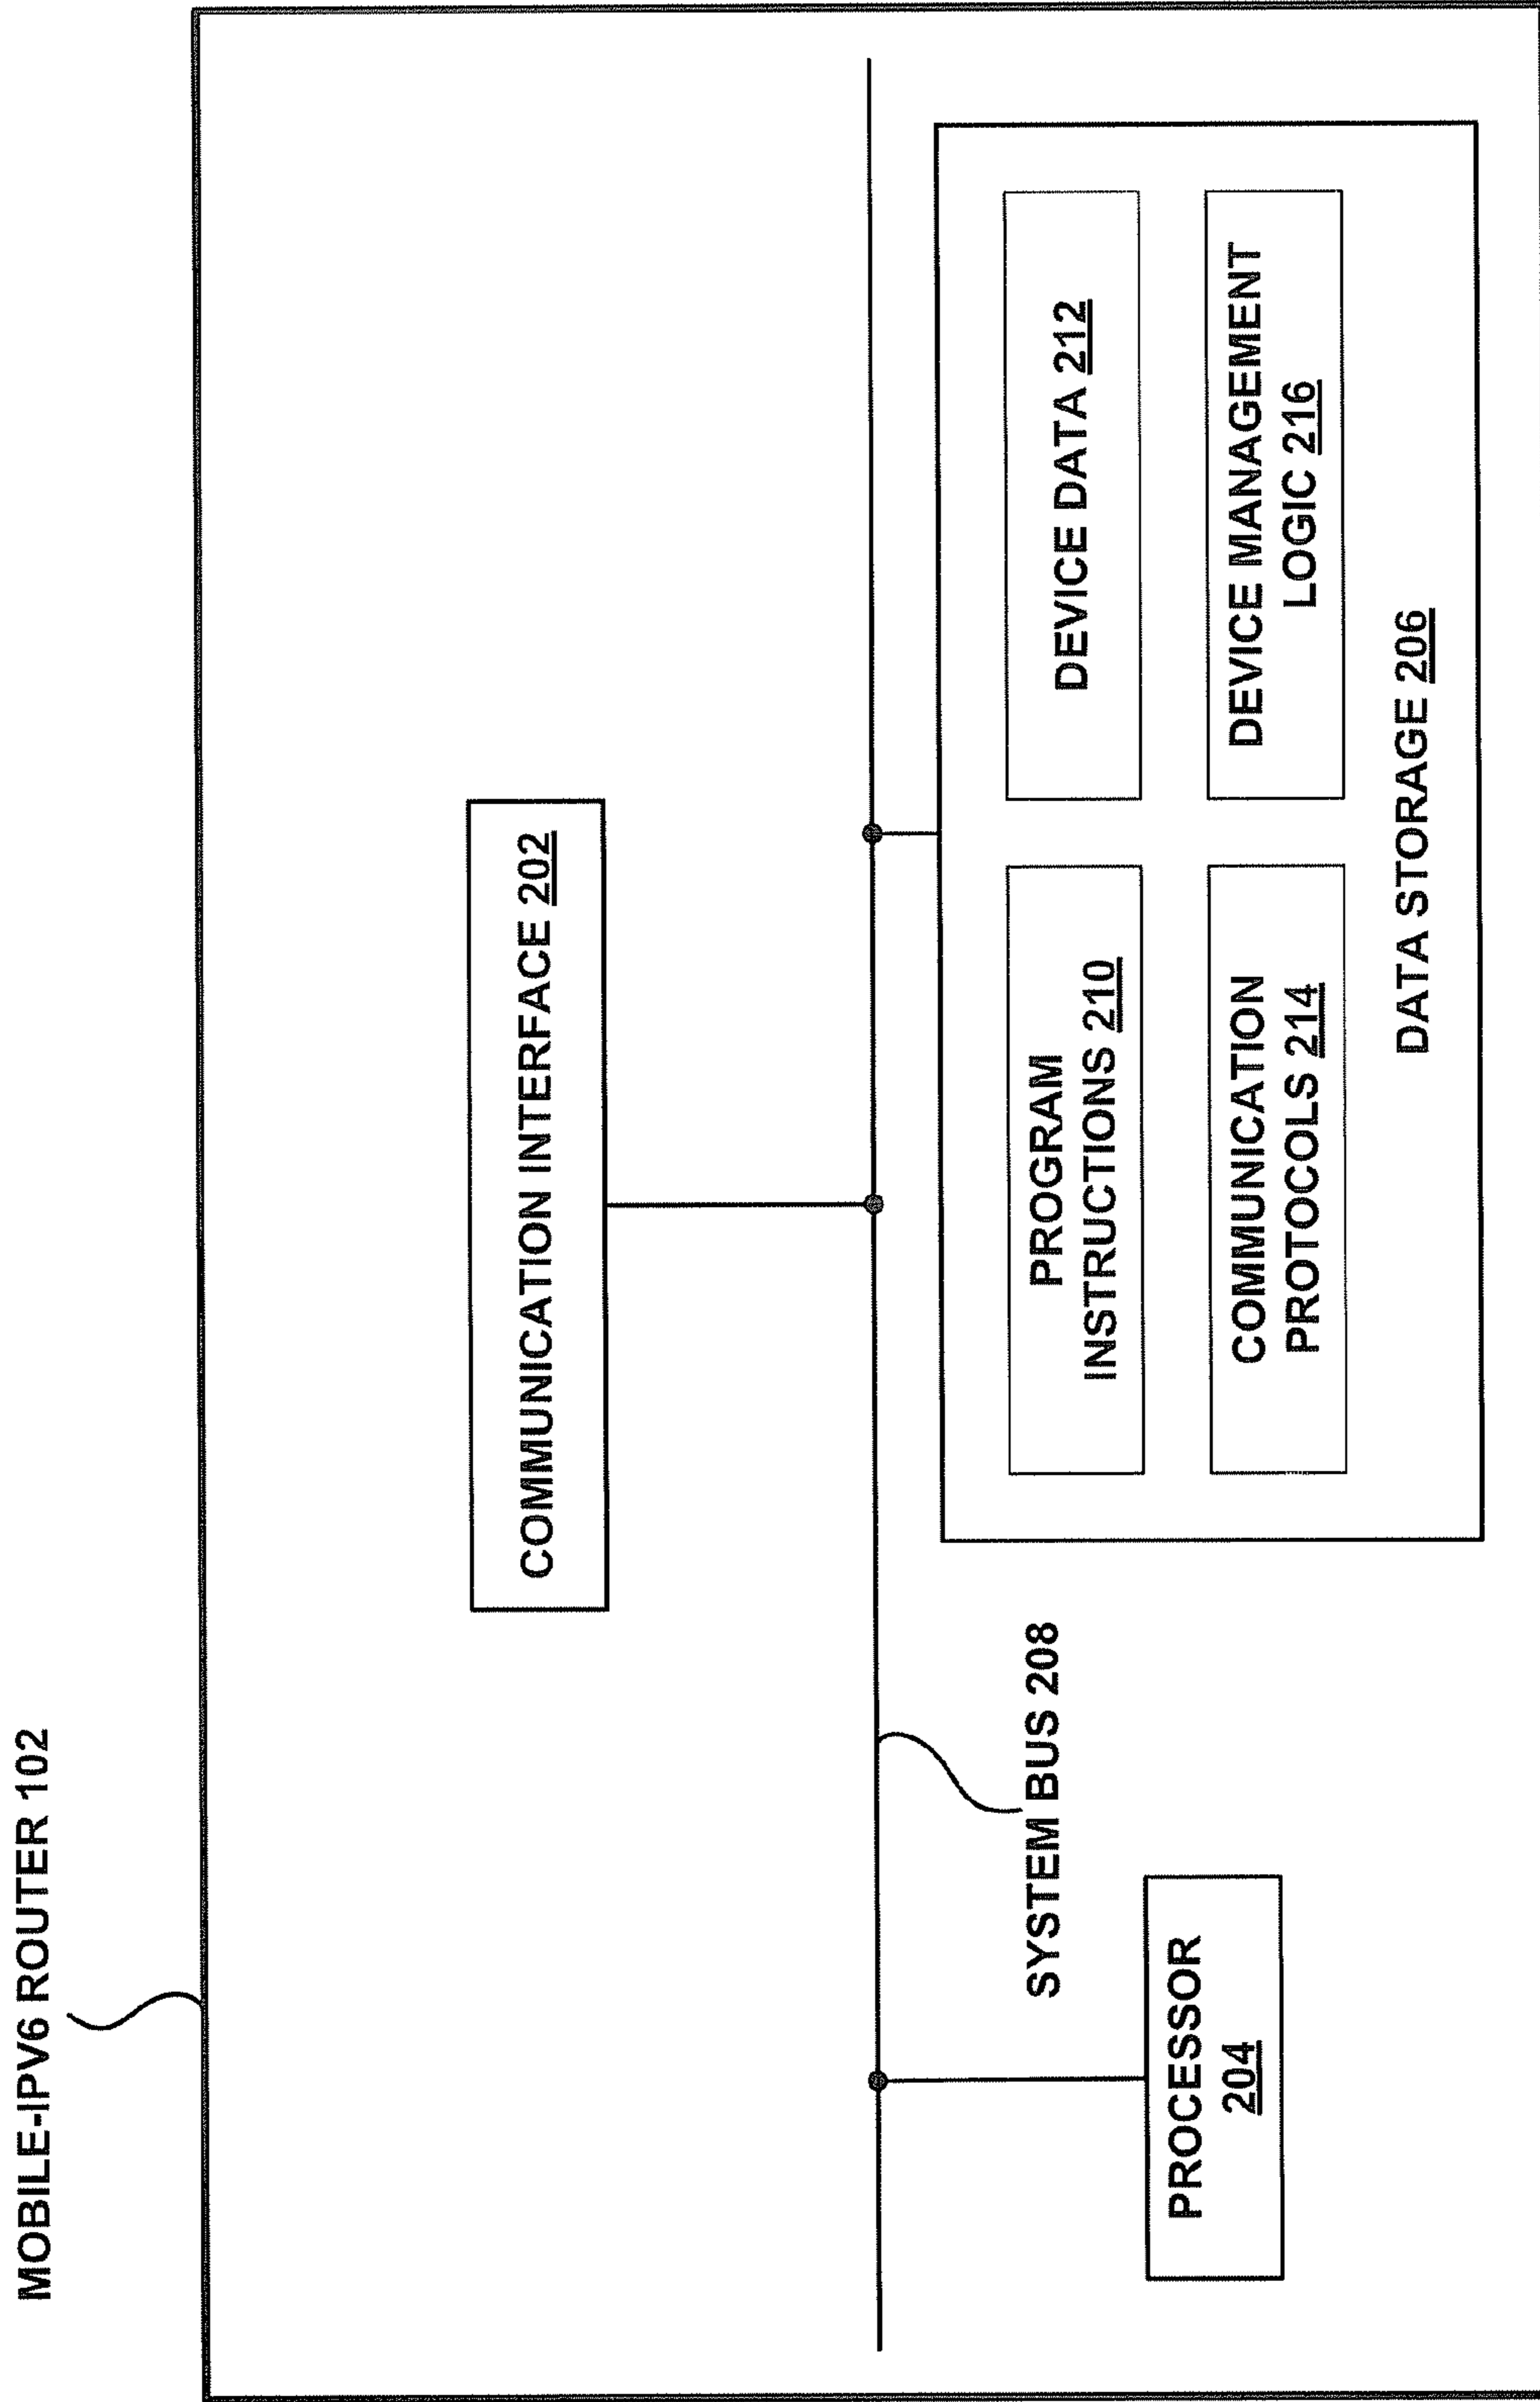 MOBILE-IPV6 ROUTER 102
COMMUNICATION INTERFACE 202
SYSTEM BUS 208
PROCESSOR
204
PROGRAM
INSTRUCTIONS 210
DEVICE DATA 212
COMMUNICATION
PROTOCOLS 214
DEVICE MANAGEMENT
LOGIC 216
DATA STORAGE 206